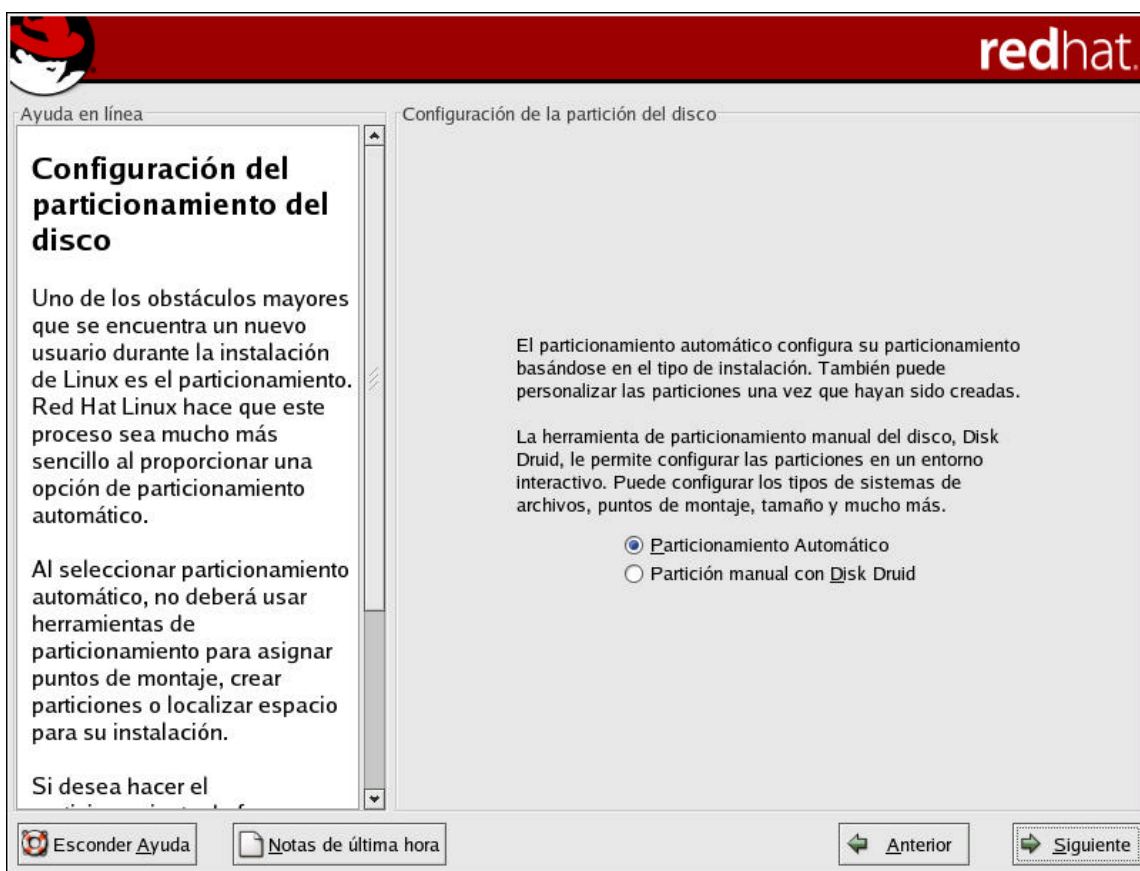 redhat.
Ayuda en línea
Configuración del
particionamiento del
disco
Uno de los obstáculos mayores
que se encuentra un nuevo
usuario durante la instalación
de Linux es el particionamiento.
Red Hat Linux hace que este
proceso sea mucho más
sencillo al proporcionar una
opción de particionamiento
automático.
Al seleccionar particionamiento
automático, no deberá usar
herramientas de
particionamiento para asignar
puntos de montaje, crear
particiones o localizar espacio
para su instalación.
Si desea hacer el
Configuración de la partición del disco
El particionamiento automático configura su particionamiento
basándose en el tipo de instalación. También puede
personalizar las particiones una vez que hayan sido creadas.
La herramienta de particionamiento manual del disco, Disk
Druid, le permite configurar las particiones en un entorno
interactivo. Puede configurar los tipos de sistemas de
archivos, puntos de montaje, tamaño y mucho más.
Particionamiento Automático
Partición manual con Disk Druid
Esconder Ayuda
Notas de última hora
Anterior
Siguiente